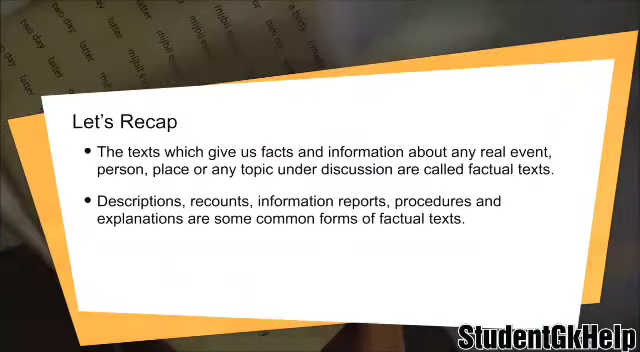 Let's Recap
• The texts which give us facts and information about any real event,
person, place or any topic under discussion are called factual texts.
• Descriptions, recounts, information reports, procedures and
explanations are some common forms of factual texts.
StudentGkHelp